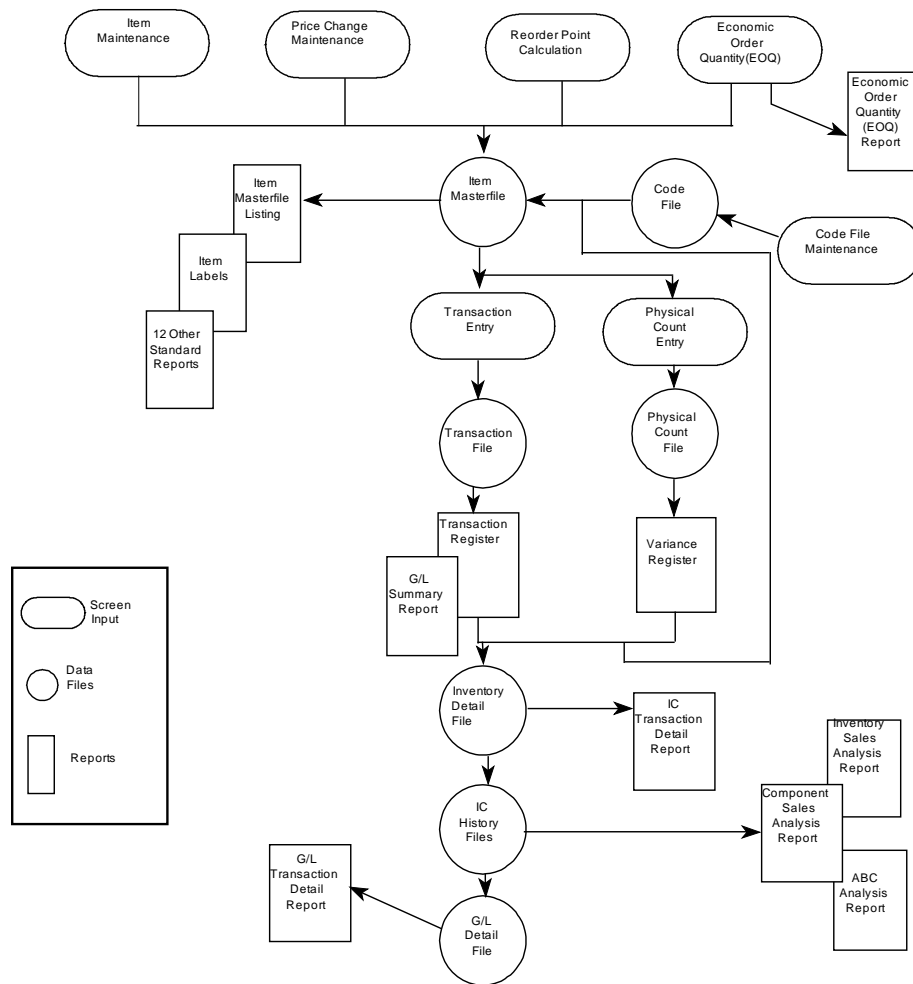 Item
Maintenance
Price Change
Maintenance
Reorder Point
Calculation
Economic
Order
Quantity(EOQ)
Economic
Order
Quantity
(EOQ)
Report
Item
Masterfile
Listing
Item
Masterfile
Code
File
Code File
Maintenance
Item
Labels
12 Other
Standard
Reports
Transaction
Entry
Physical
Count
Entry
Transaction
File
Physical
Count
File
Transaction
Register
G/L
Summary
Report
Variance
Register
Screen
Input
Data
Files
Reports
Inventory
Detail
File
IC
Transaction
Detail
Report
Inventory
Sales
Analysis
Report
Component
Sales
Analysis
Report
IC
History
Files
ABC
Analysis
Report
G/L
Transaction
Detail
Report
G/L
Detail
File